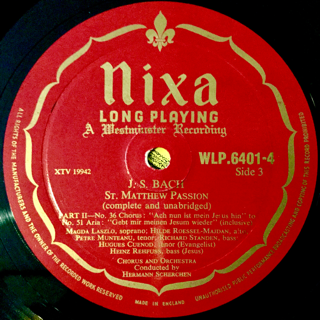 Nixa
LONG PLAYING
A Westminster Recording
WLP.6401-4
XTV 19942
Side 3
J. S. BACH
ST. MATTHEW PASSION
(complete and unabridged)
PART II—No. 36 Chorus: "Ach nun ist mein Jesus hin" to
No. 51 Aria: "Gebt mir meinen Jesum wieder" (inclusive)
MAGDA LASZLO, soprano; HILDE ROESSEL-MAJDAN, alto;
PETRE MUNTEANU, tenor, RICHARD STANDEN, bass;
HUGUES CUENOD, tenor (Evangelist)
HEINZ REHFUSS, bass (Jesus)
CHORUS AND ORCHESTRA
Conducted by
HERMANN SCHERCHEN
MADE IN ENGLAND
ALL RIGHTS OF THE MANUFACTURERS AND THE OWNER OF THE RECORDED WORK RESERVED
UNAUTHORISED PUBLIC PERFORMANCE
OF THIS RECORD PROHIBITED